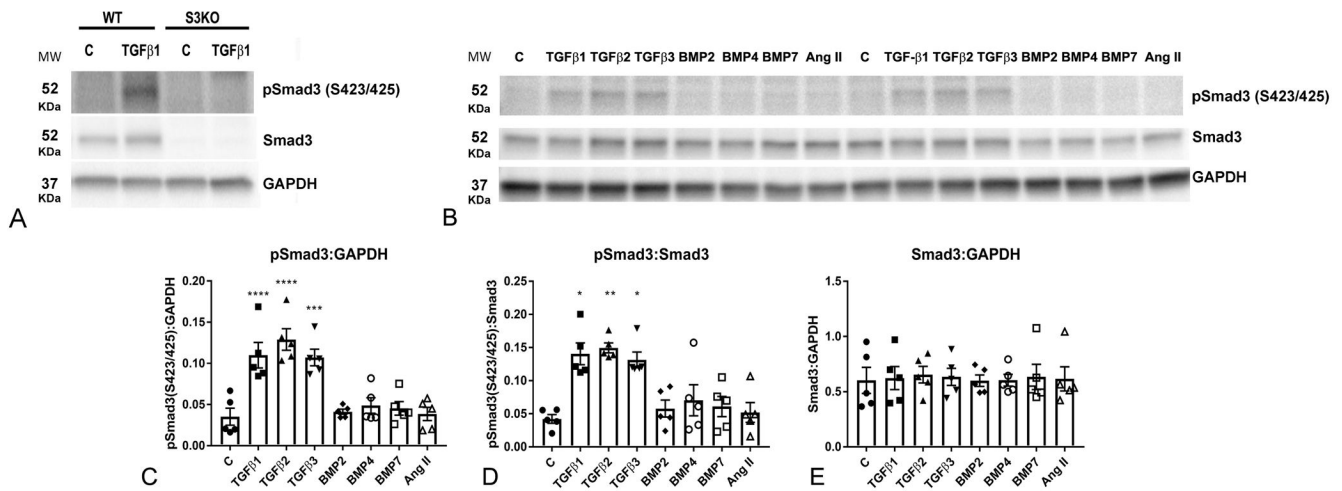 WT S3KO
MW C TGFβ1 C TGFβ1
52 KDa pSmad3 (S423/425)
52 KDa Smad3
37 KDa GAPDH
A
MW C TGFβ1 TGFβ2 TGFβ3 BMP2 BMP4 BMP7 Ang II C TGF-β1 TGFβ2 TGFβ3 BMP2 BMP4 BMP7 Ang II
52 KDa pSmad3 (S423/425)
52 KDa Smad3
37 KDa GAPDH
B
pSmad3:GAPDH
pSmad3(S423/425):GAPDH
0.20
0.15
0.10
0.05
0.00
**** **** ***
C TGFβ1 TGFβ2 TGFβ3 BMP2 BMP4 BMP7 Ang II
C
pSmad3:Smad3
pSmad3(S423/425):Smad3
0.25
0.20
0.15
0.10
0.05
0.00
* ** *
C TGFβ1 TGFβ2 TGFβ3 BMP2 BMP4 BMP7 Ang II
D
Smad3:GAPDH
Smad3:GAPDH
1.5
1.0
0.5
0.0
C TGFβ1 TGFβ2 TGFβ3 BMP2 BMP4 BMP7 Ang II
E